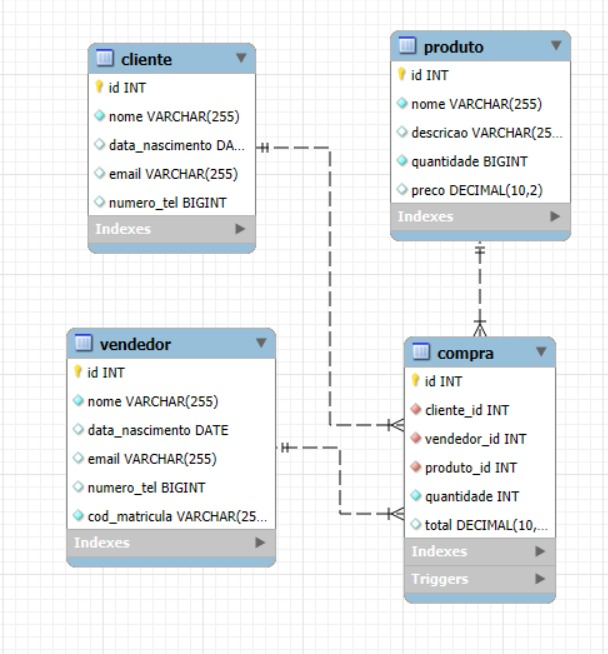 cliente
id INT
nome VARCHAR(255)
data_nascimento DA...
email VARCHAR(255)
numero_tel BIGINT
Indexes
produto
id INT
nome VARCHAR(255)
descricao VARCHAR(25...
quantidade BIGINT
preco DECIMAL(10,2)
Indexes
vendedor
id INT
nome VARCHAR(255)
data_nascimento DATE
email VARCHAR(255)
numero_tel BIGINT
cod_matricula VARCHAR(25...
Indexes
compra
id INT
cliente_id INT
vendedor_id INT
produto_id INT
quantidade INT
total DECIMAL(10,...
Indexes
Triggers